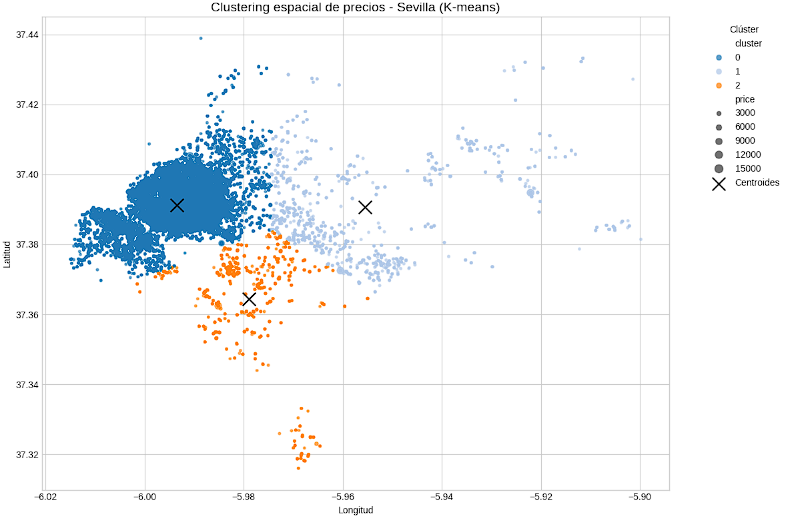 Clustering espacial de precios - Sevilla (K-means)
37.44
37.42
37.40
37.38
37.36
37.34
37.32
Latitud
−6.02 −6.00 −5.98 −5.96 −5.94 −5.92 −5.90
Longitud
Clúster
cluster
0
1
2
price
3000
6000
9000
12000
15000
Centroides